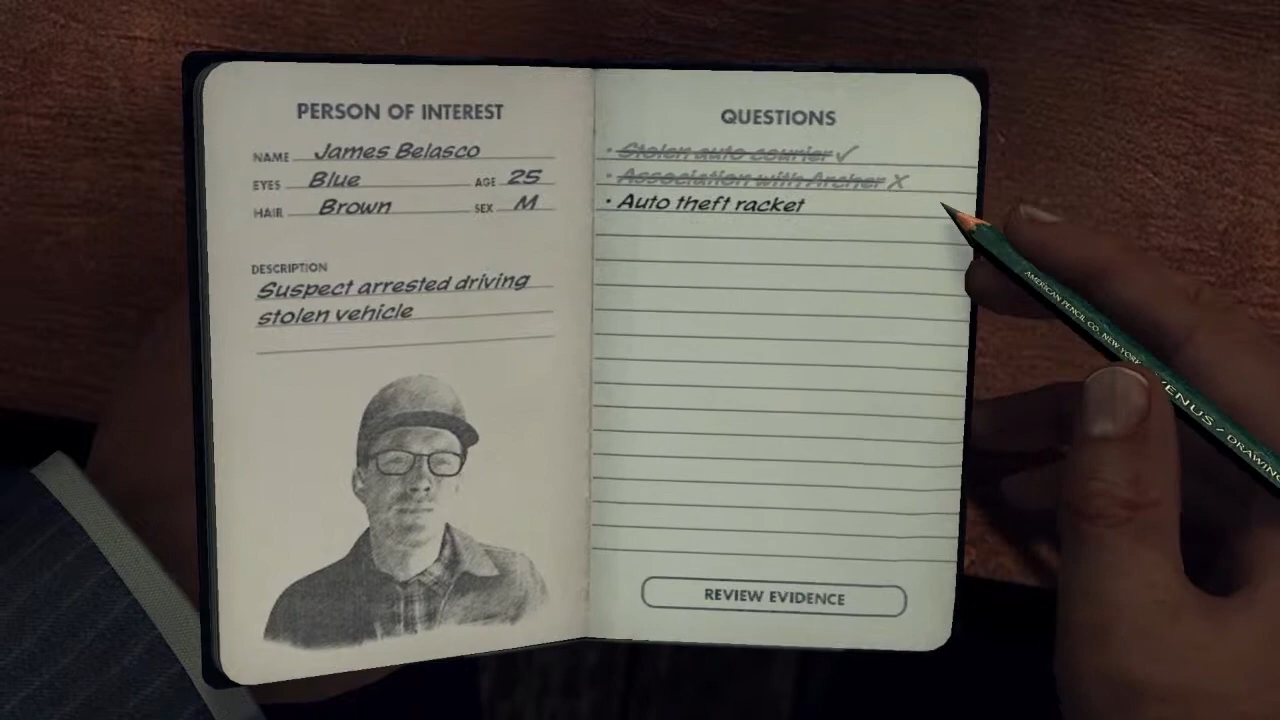 PERSON OF INTEREST
NAME James Belasco
EYES Blue AGE 25
HAIR Brown SEX M
DESCRIPTION
Suspect arrested driving
stolen vehicle
QUESTIONS
· Stolen auto courier ✓
· Association with Archer X
· Auto theft racket
REVIEW EVIDENCE
AMERICAN PENCIL CO. NEW YORK
VENUS / DRAWING